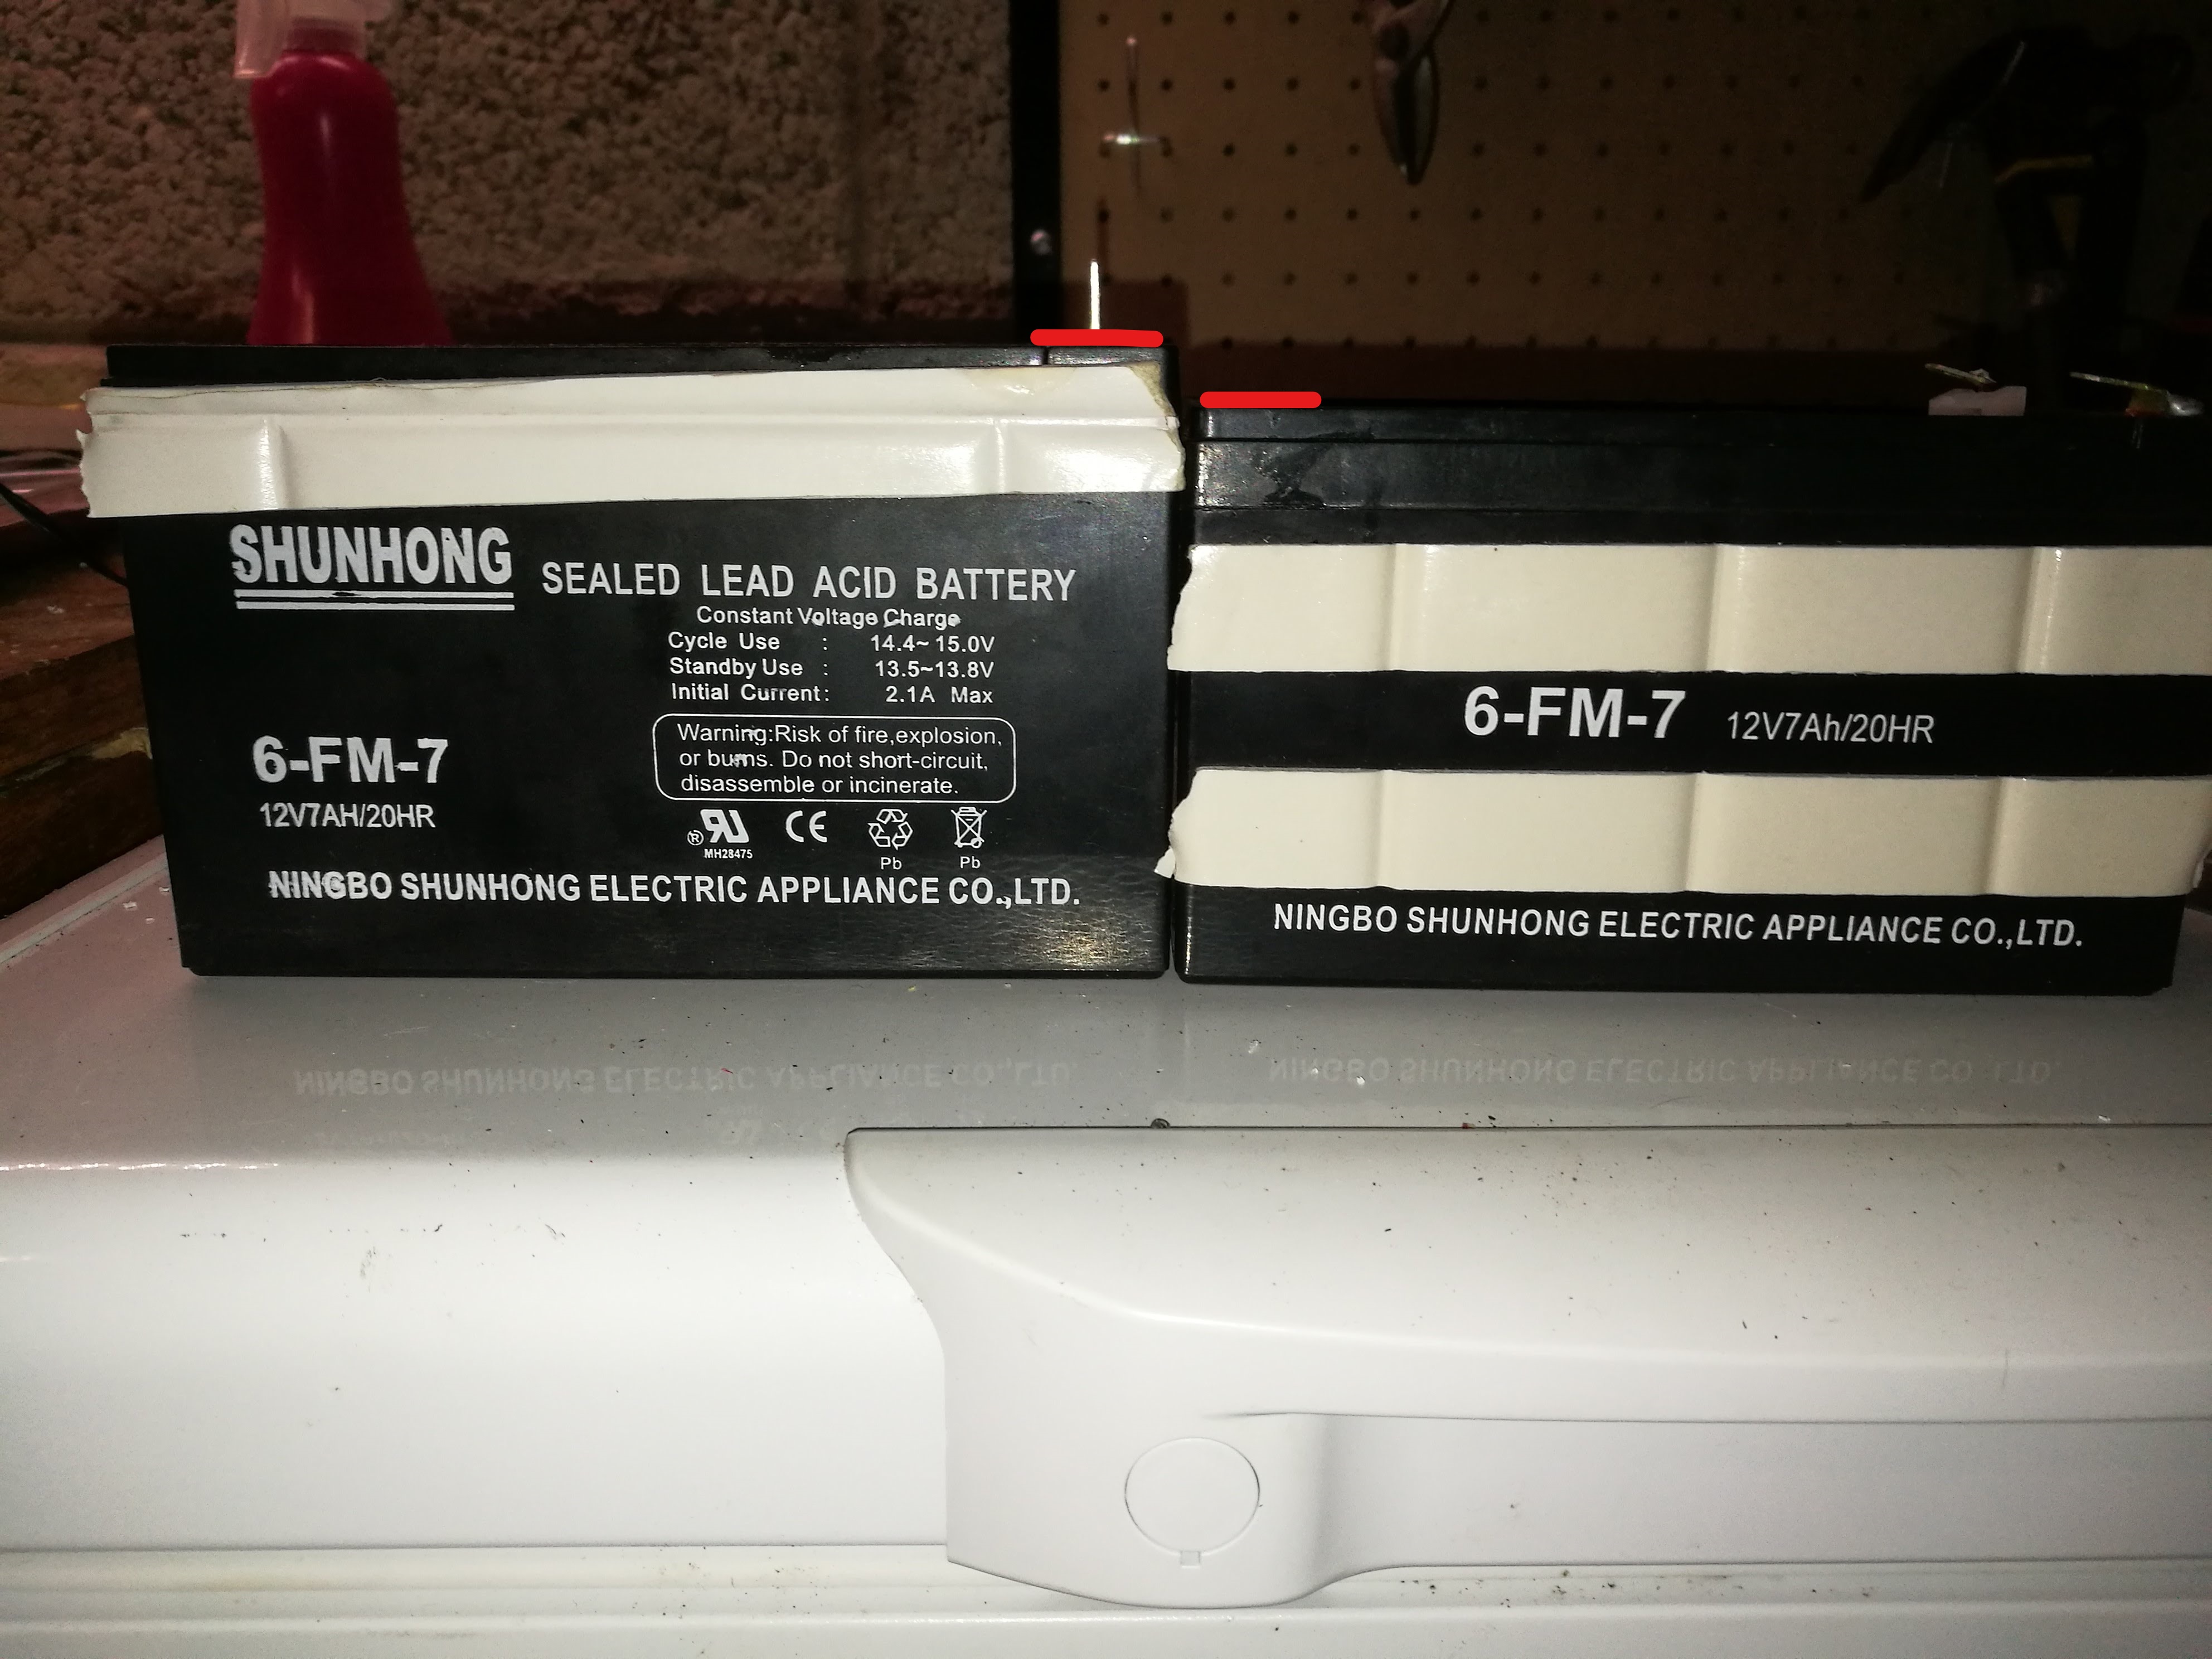 SHUNHONG
SEALED LEAD ACID BATTERY
Constant Voltage Charge
Cycle Use : 14.4~15.0V
Standby Use : 13.5~13.8V
Initial Current: 2.1A Max
Warning:Risk of fire,explosion,
or burns. Do not short-circuit,
disassemble or incinerate.
6-FM-7
12V7AH/20HR
® RU CE
MH28475
Pb Pb
NINGBO SHUNHONG ELECTRIC APPLIANCE CO.,LTD.
6-FM-7 12V7Ah/20HR
NINGBO SHUNHONG ELECTRIC APPLIANCE CO.,LTD.